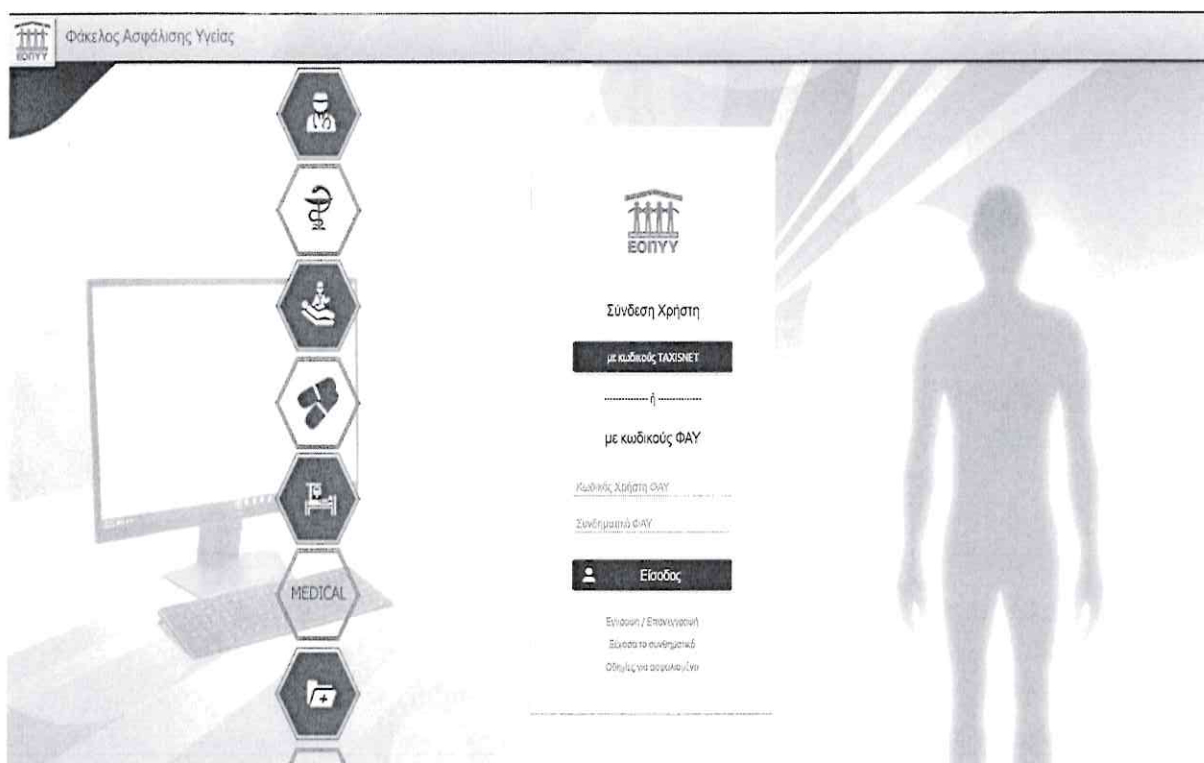 ΕΟΠΥΥ
Φάκελος Ασφάλισης Υγείας
MEDICAL
ΕΟΠΥΥ
Σύνδεση Χρήστη
με κωδικούς TAXISNET
ή
με κωδικούς ΦΑΥ
Κωδικός Χρήστη ΦΑΥ
Συνθηματικό ΦΑΥ
Είσοδος
Εγγραφή / Επανεγγραφή
Ξέχασα το συνθηματικό
Οδηγίες για ασφαλισμένο